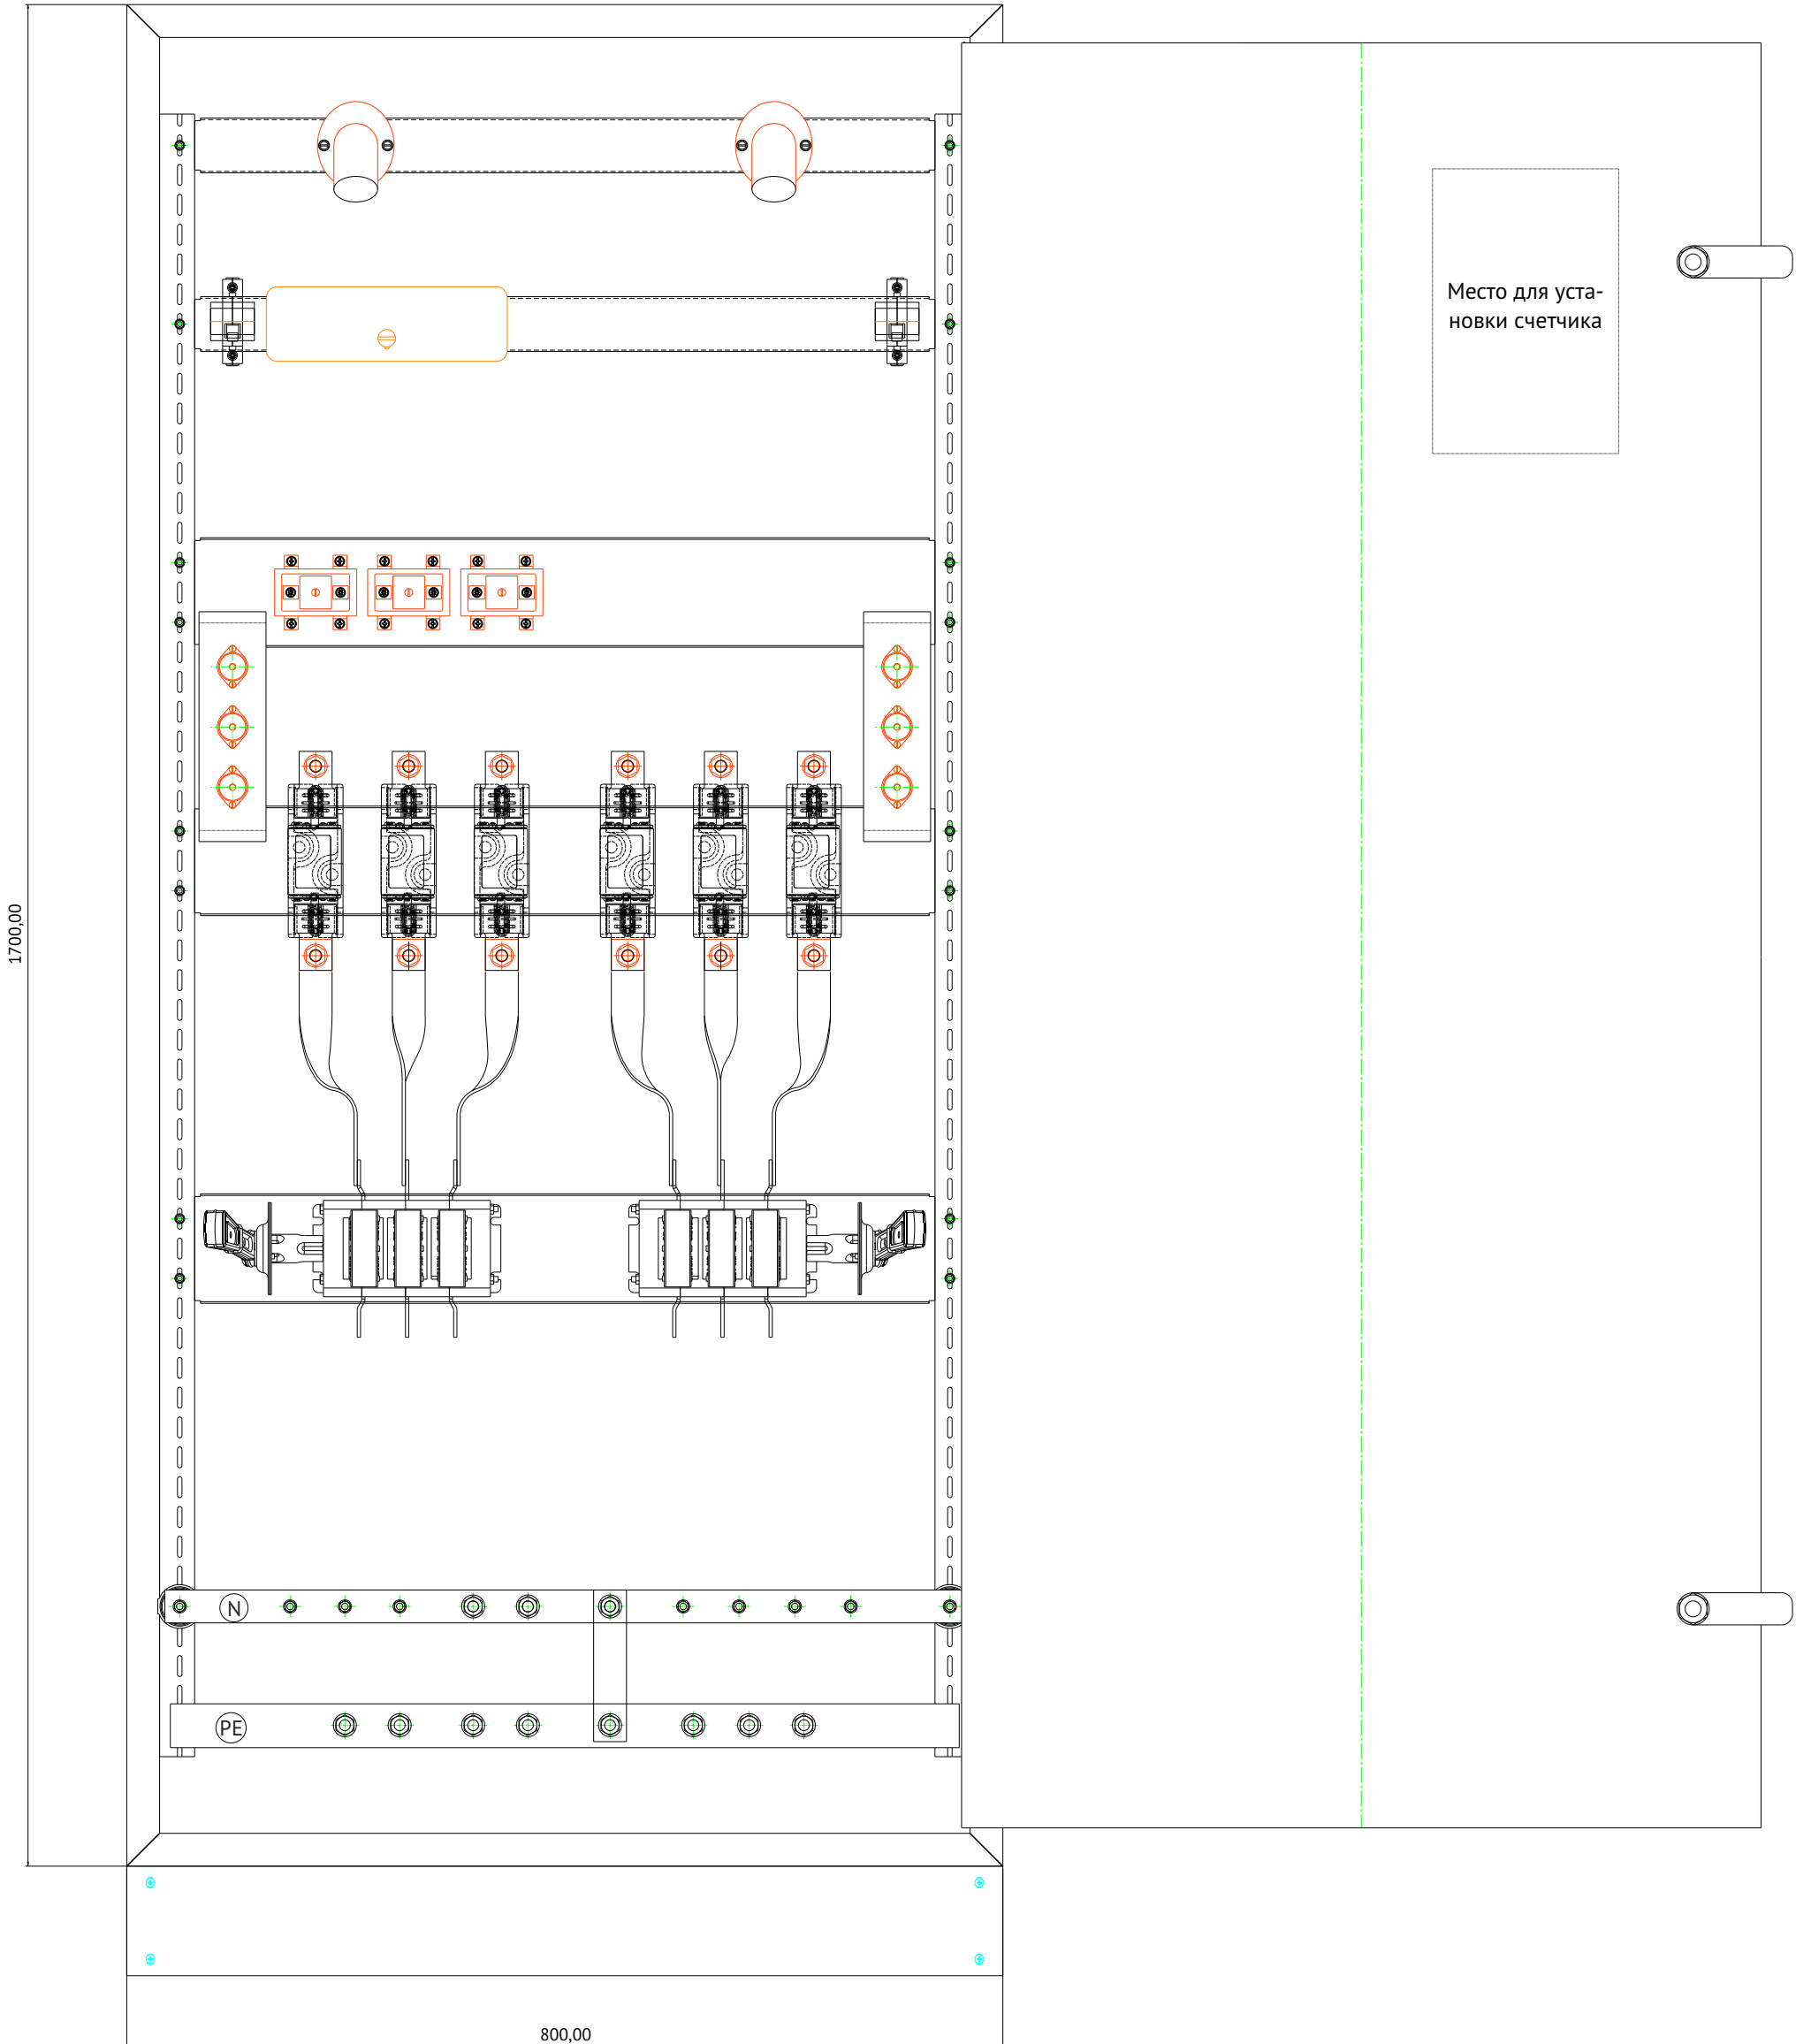 Место для уста-
новки счетчика
1700,00
N
PE
800,00